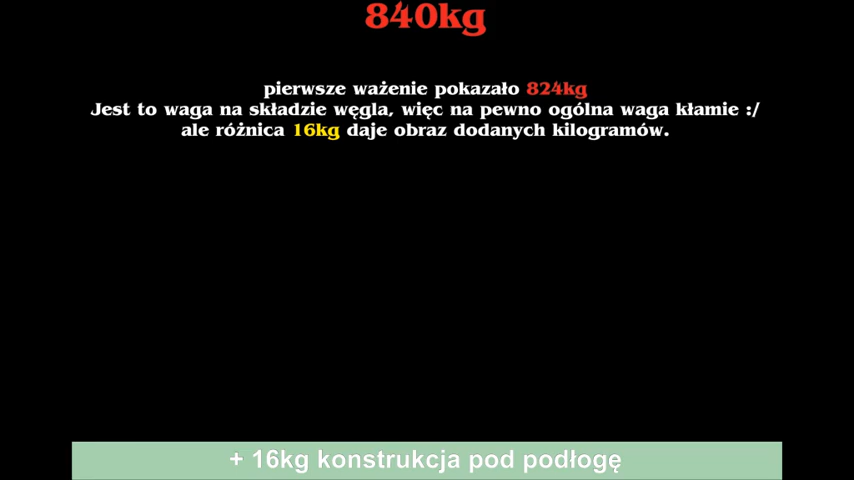 840kg
pierwsze ważenie pokazało 824kg
Jest to waga na składzie węgla, więc na pewno ogólna waga kłamie :/
ale różnica 16kg daje obraz dodanych kilogramów.
+ 16kg konstrukcja pod podłogę